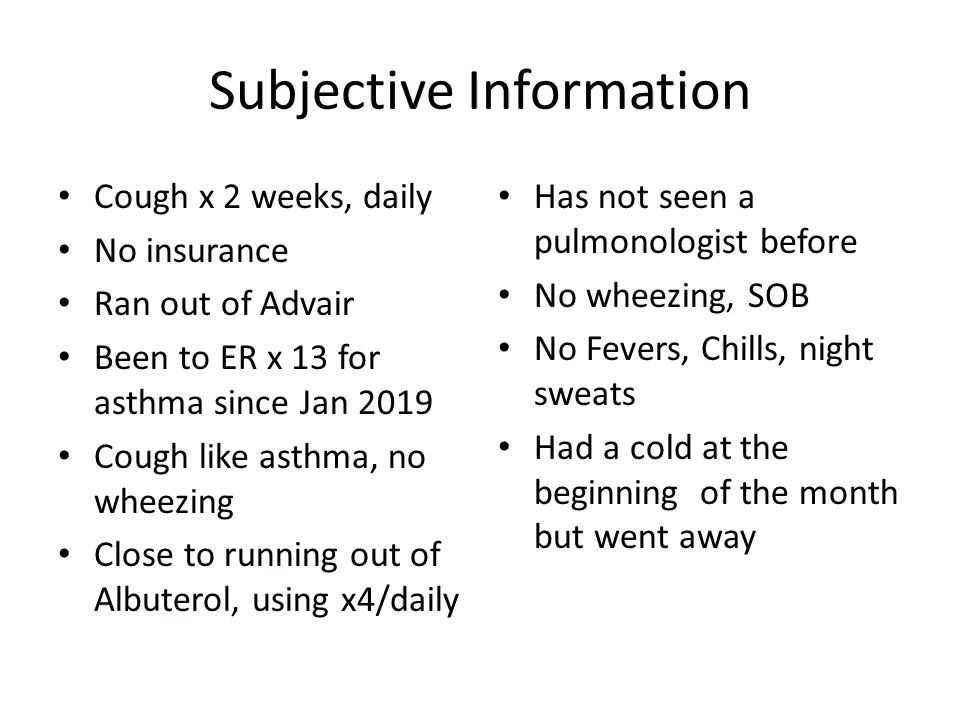 Subjective Information
• Cough x 2 weeks, daily
• No insurance
• Ran out of Advair
• Been to ER x 13 for
asthma since Jan 2019
• Cough like asthma, no
wheezing
• Close to running out of
Albuterol, using x4/daily
• Has not seen a
pulmonologist before
• No wheezing, SOB
• No Fevers, Chills, night
sweats
• Had a cold at the
beginning  of the month
but went away